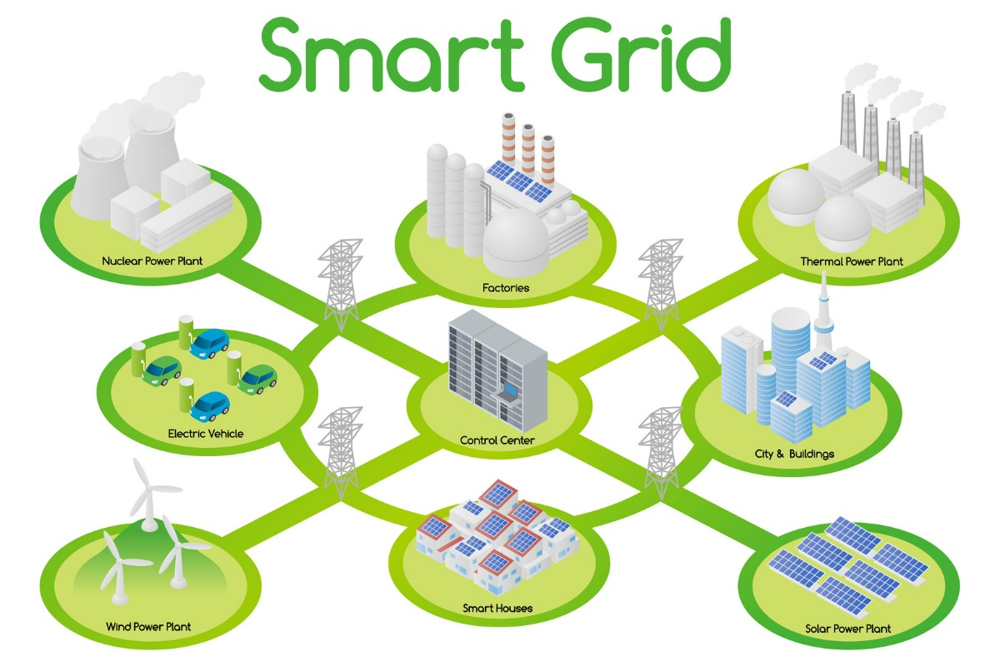 Smart Grid
Nuclear Power Plant
Factories
Thermal Power Plant
Electric Vehicle
Control Center
City & Buildings
Wind Power Plant
Smart Houses
Solar Power Plant